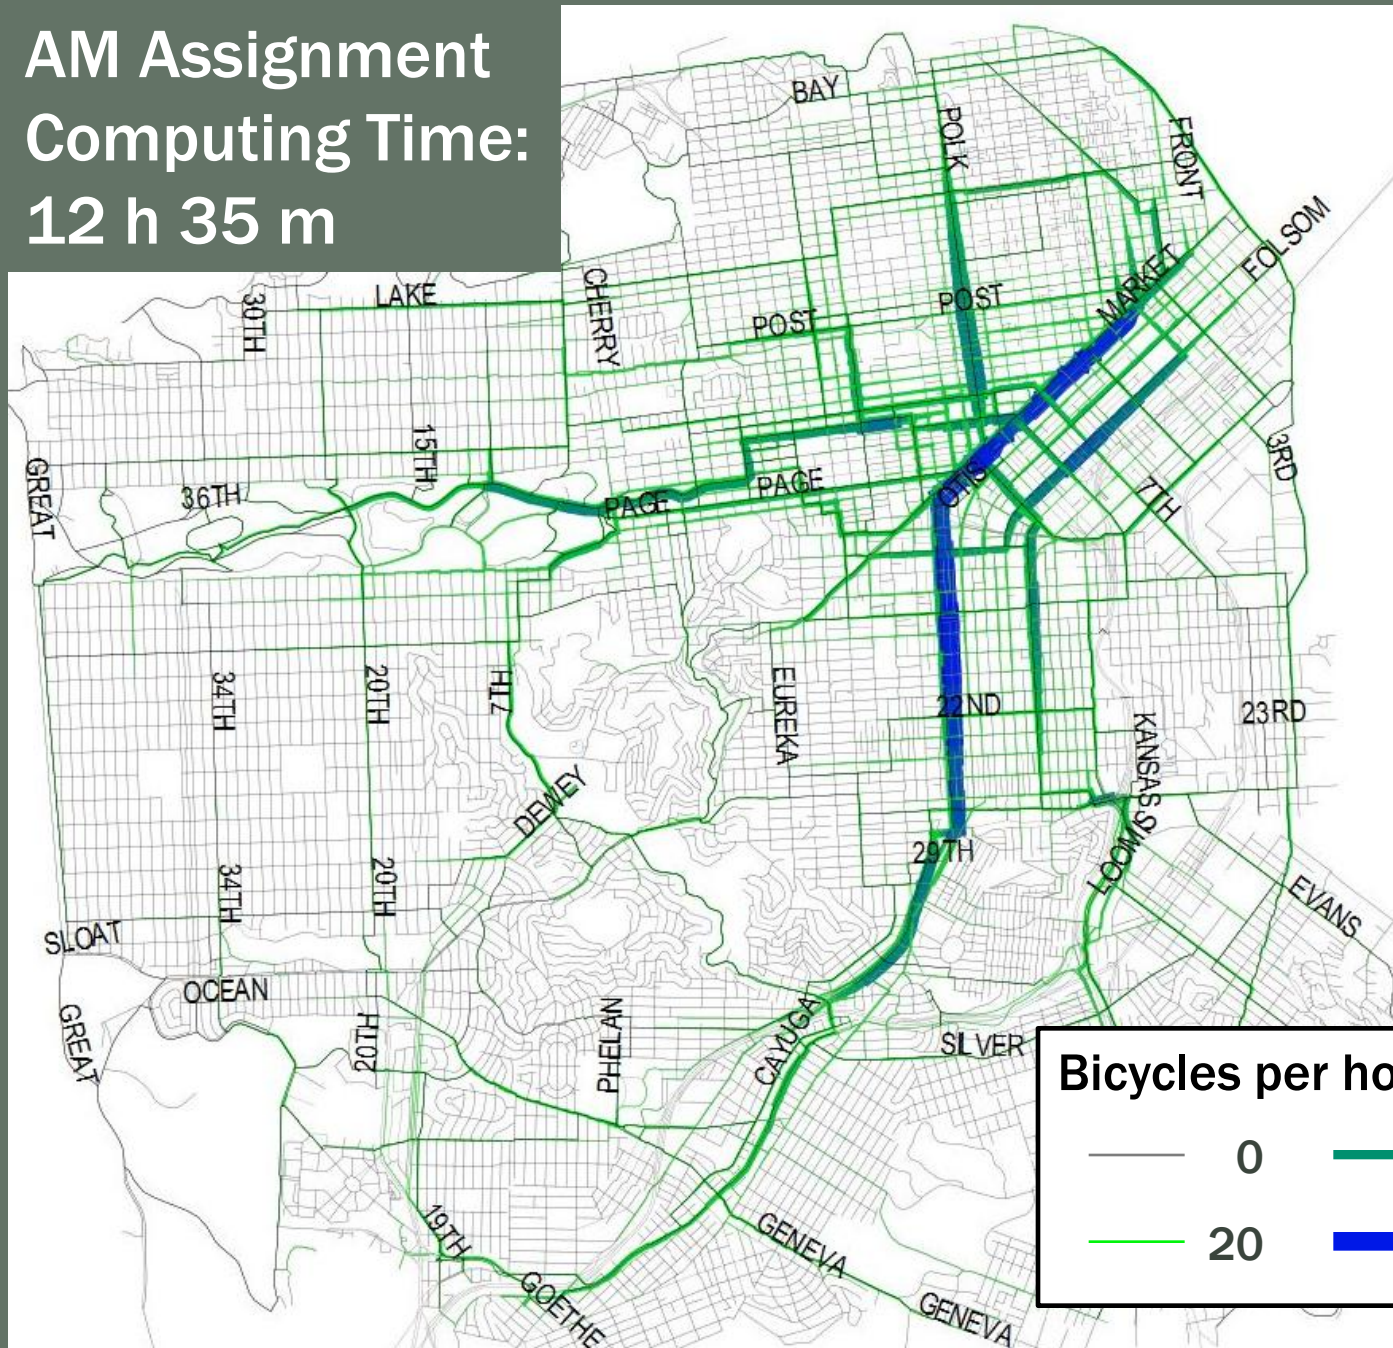 AM Assignment
Computing Time:
12 h 35 m
BAY
POLK
FRONT
FOLSOM
LAKE
30TH
CHERRY
POST
POST
MARKET
15TH
GREAT
36TH
PAGE
PAGE
OTIS
7TH
3RD
34TH
20TH
7TH
EUREKA
22ND
KANSAS
23RD
DEWEY
29TH
LOOMIS
34TH
20TH
EVANS
SLOAT
OCEAN
GREAT
20TH
PHELAN
CAYUGA
SILVER
Bicycles per ho
0
20
19TH
GOETHE
GENEVA
GENEVA